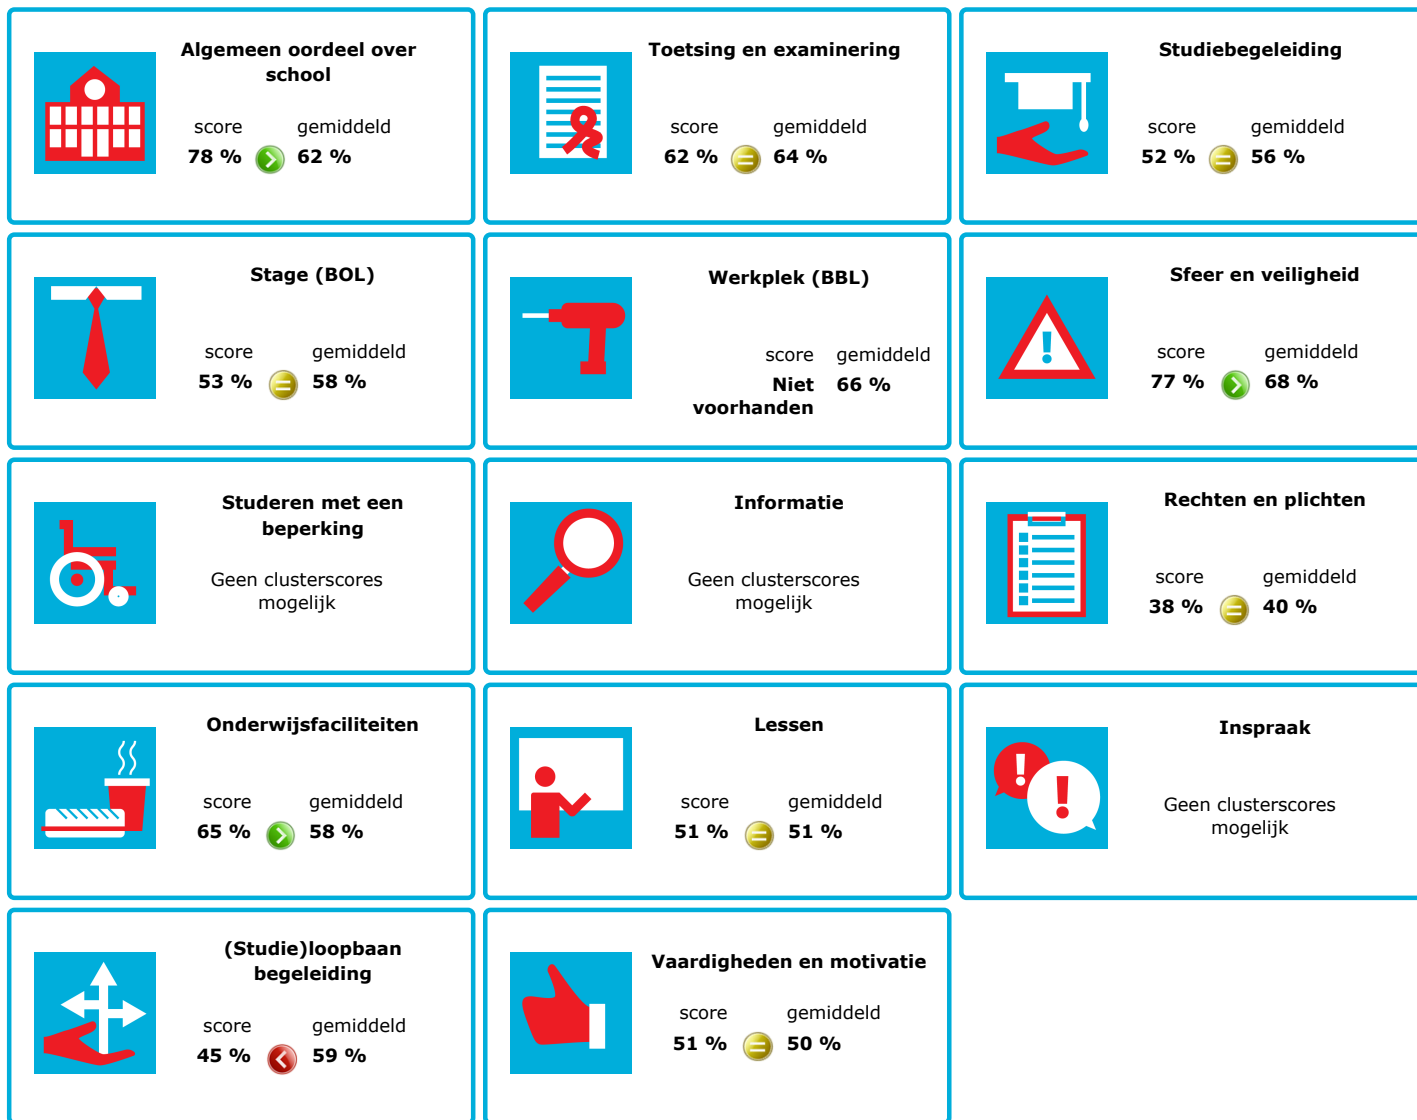 Algemeen oordeel over
school
score gemiddeld
78 % 62 %
Toetsing en examinering
score gemiddeld
62 % 64 %
Studiebegeleiding
score gemiddeld
52 % 56 %
Stage (BOL)
score gemiddeld
53 % 58 %
Werkplek (BBL)
score gemiddeld
Niet 66 %
voorhanden
Sfeer en veiligheid
score gemiddeld
77 % 68 %
Studeren met een
beperking
Geen clusterscores
mogelijk
Informatie
Geen clusterscores
mogelijk
Rechten en plichten
score gemiddeld
38 % 40 %
Onderwijsfaciliteiten
score gemiddeld
65 % 58 %
Lessen
score gemiddeld
51 % 51 %
Inspraak
Geen clusterscores
mogelijk
(Studie)loopbaan
begeleiding
score gemiddeld
45 % 59 %
Vaardigheden en motivatie
score gemiddeld
51 % 50 %